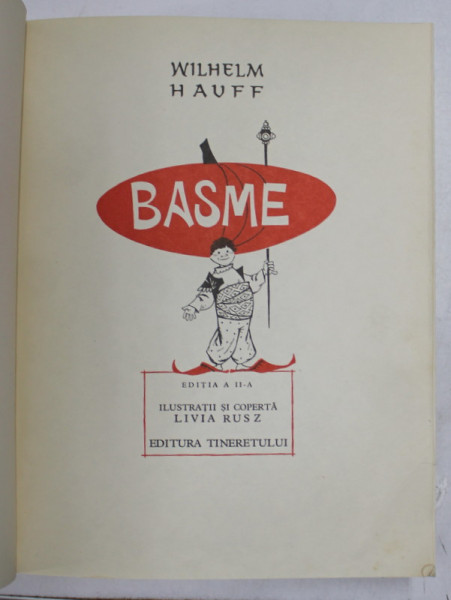 WILHELM
HAUFF
BASME
EDIȚIA A II-A
ILUSTRAȚII ȘI COPERTĂ
LIVIA RUSZ
EDITURA TINERETULUI